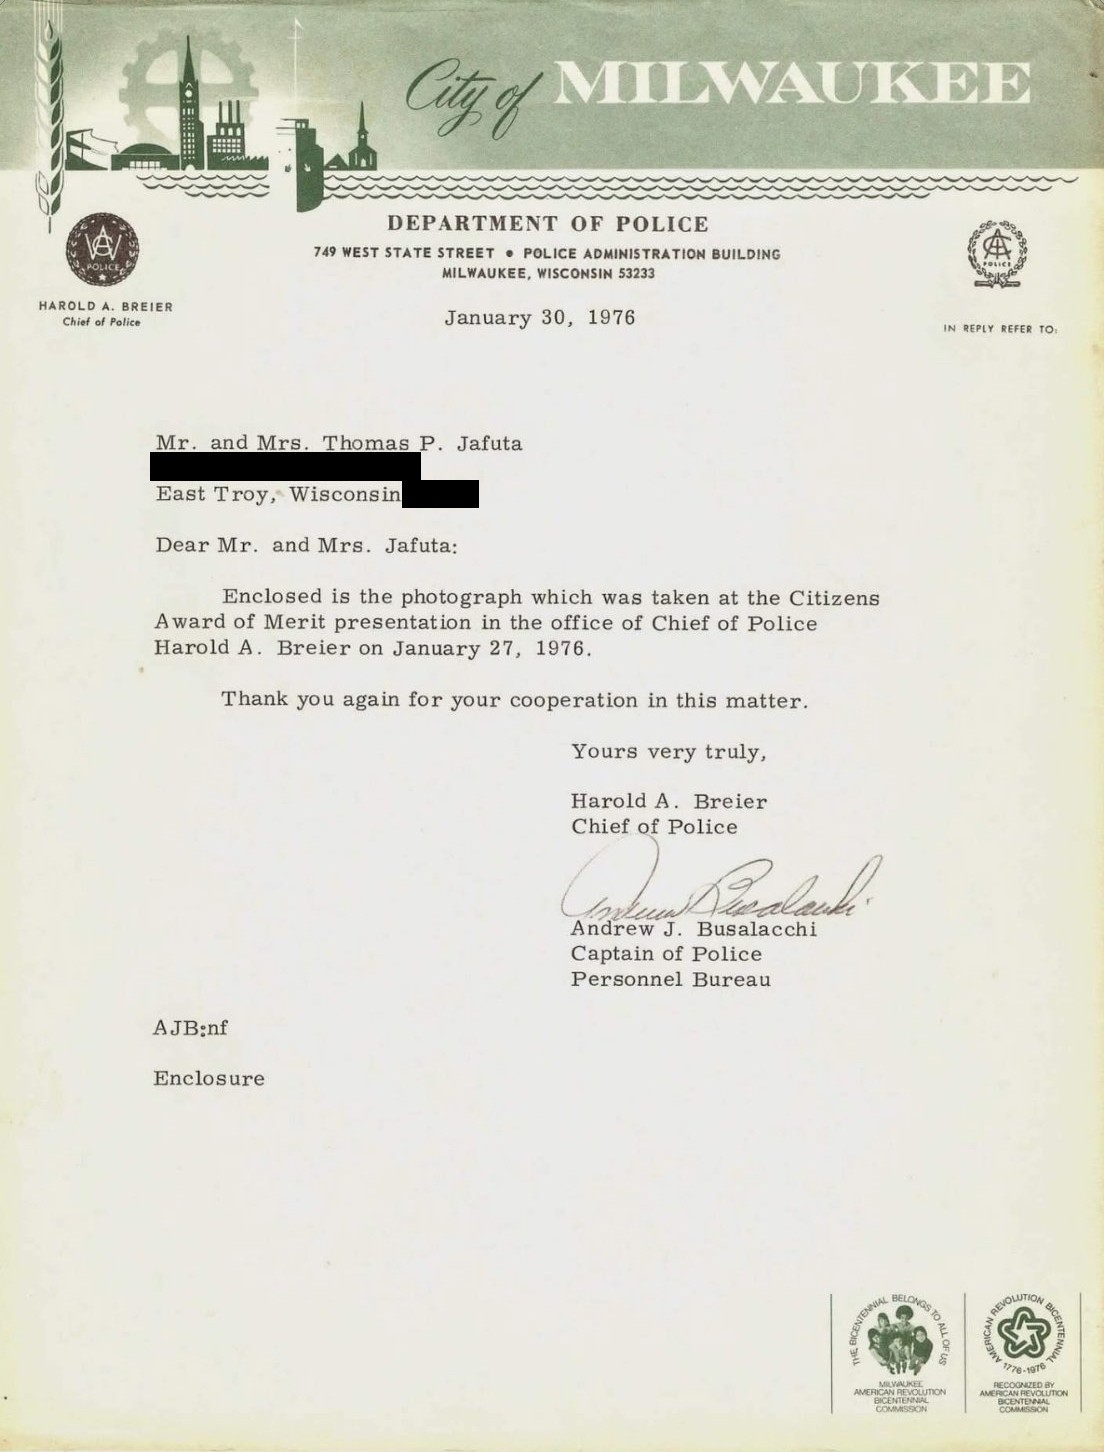 City of MILWAUKEE
DEPARTMENT OF POLICE
749 WEST STATE STREET • POLICE ADMINISTRATION BUILDING
MILWAUKEE, WISCONSIN 53233
POLICE
HAROLD A. BREIER
Chief of Police
POLICE
IN REPLY REFER TO:
January 30, 1976
Mr. and Mrs. Thomas P. Jafuta
East Troy, Wisconsin
Dear Mr. and Mrs. Jafuta:
Enclosed is the photograph which was taken at the Citizens
Award of Merit presentation in the office of Chief of Police
Harold A. Breier on January 27, 1976.
Thank you again for your cooperation in this matter.
Yours very truly,
Harold A. Breier
Chief of Police
Andrew Busalacchi
Andrew J. Busalacchi
Captain of Police
Personnel Bureau
AJB:nf
Enclosure
THE BICENTENNIAL BELONGS TO ALL OF US
MILWAUKEE
AMERICAN REVOLUTION
BICENTENNIAL
COMMISSION
AMERICAN REVOLUTION BICENTENNIAL
1776-1976
RECOGNIZED BY
AMERICAN REVOLUTION
BICENTENNIAL
COMMISSION